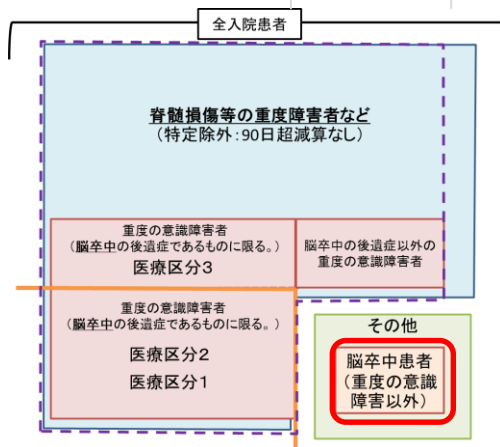 全入院患者
脊髄損傷等の重度障害者など
（特定除外：90日超減算なし）
重度の意識障害者
（脳卒中の後遺症であるものに限る。）
医療区分3
脳卒中の後遺症以外の
重度の意識障害者
重度の意識障害者
（脳卒中の後遺症であるものに限る。）
医療区分2
医療区分1
その他
脳卒中患者
（重度の意識
障害以外）